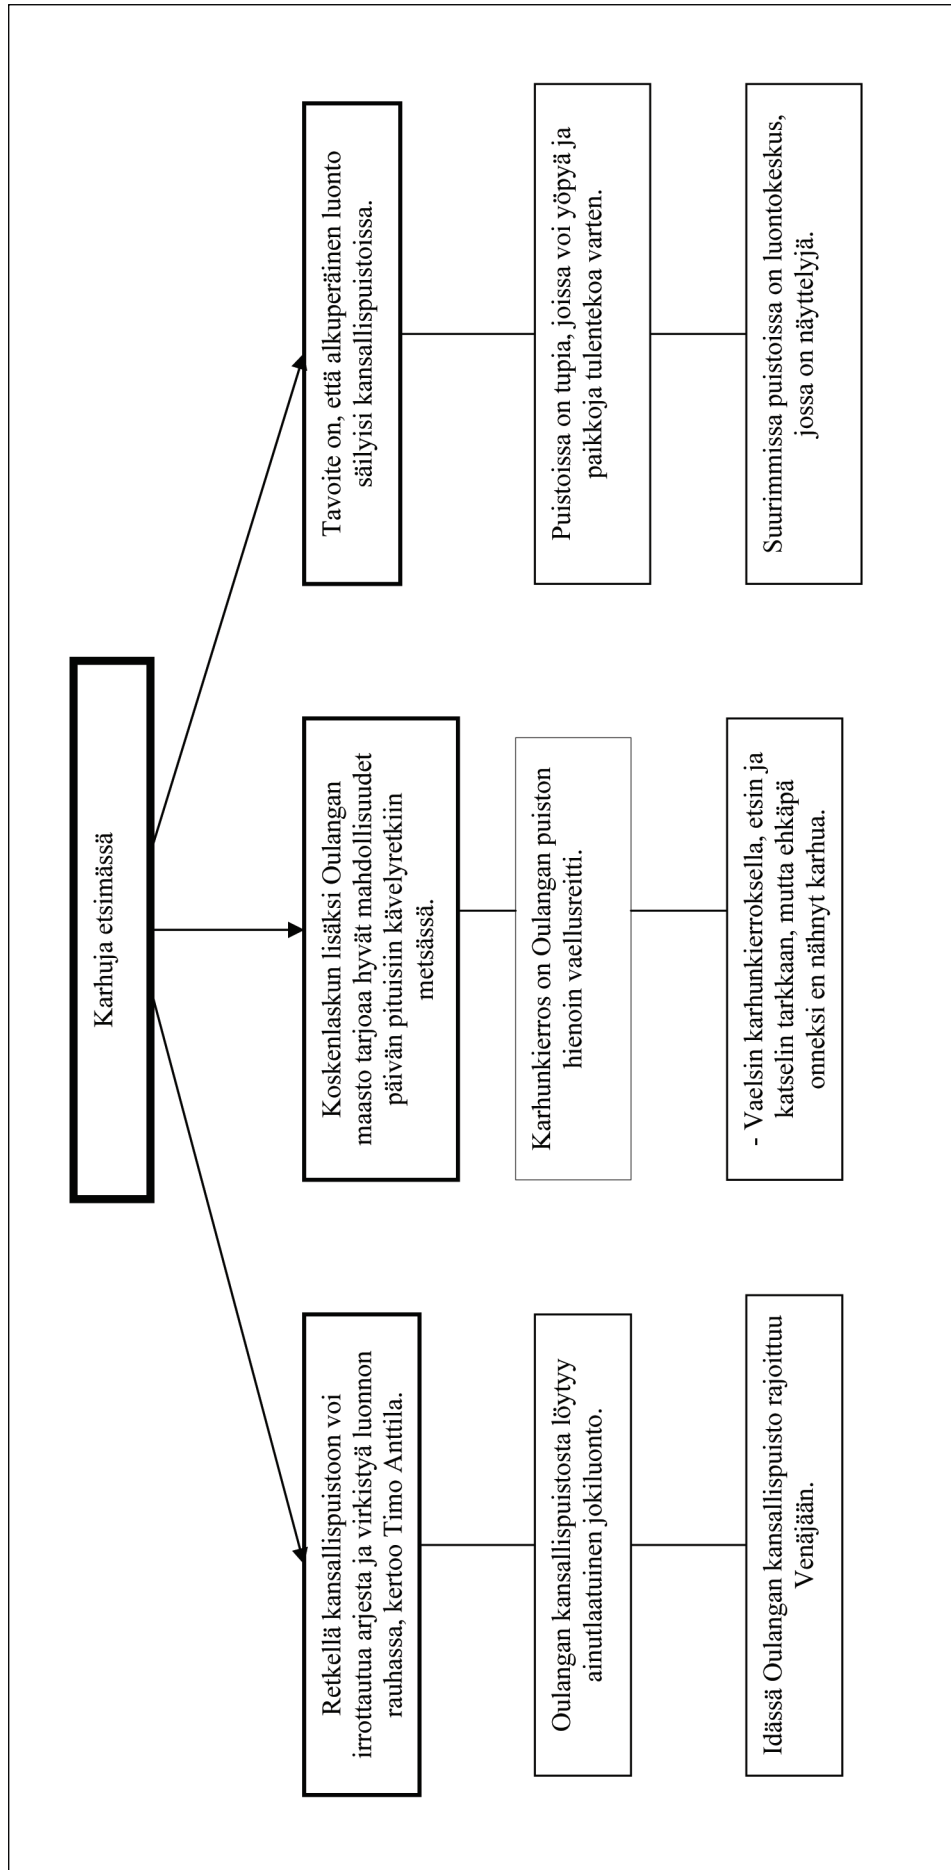 Karhuja etsimässä
Retkellä kansallispuistoon voi
irrottautua arjesta ja virkistyä luonnon
rauhassa, kertoo Timo Anttila.
Oulangan kansallispuistosta löytyy
ainutlaatuinen jokiluonto.
Idässä Oulangan kansallispuisto rajoittuu
Venäjään.
Koskenlaskun lisäksi Oulangan
maasto tarjoaa hyvät mahdollisuudet
päivän pituisiin kävelyretkiin
metsässä.
Karhunkierros on Oulangan puiston
hienoin vaellusreitti.
- Vaelsin karhunkierroksella, etsin ja
katselin tarkkaan, mutta ehkäpä
onneksi en nähnyt karhua.
Tavoite on, että alkuperäinen luonto
säilyisi kansallispuistoissa.
Puistoissa on tupia, joissa voi yöpyä ja
paikkoja tulentekoa varten.
Suurimmissa puistoissa on luontokeskus,
jossa on näyttelyjä.